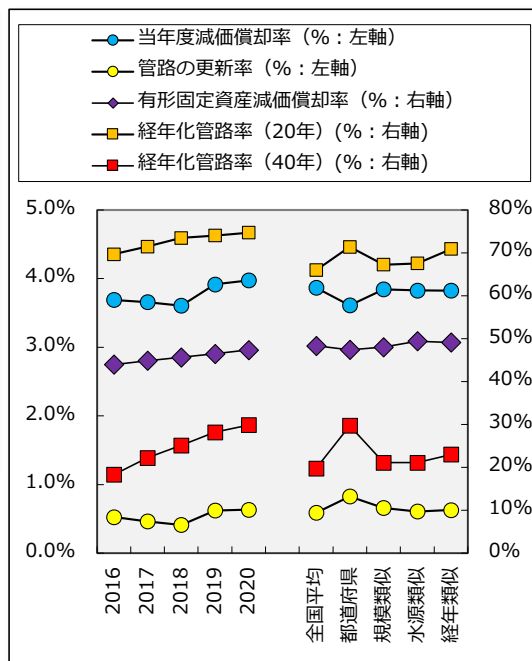 当年度減価償却率（%：左軸）
管路の更新率（%：左軸）
有形固定資産減価償却率（%：右軸）
経年化管路率（20年）(%：右軸)
経年化管路率（40年）(%：右軸)
5.0%
4.0%
3.0%
2.0%
1.0%
0.0%
80%
70%
60%
50%
40%
30%
20%
10%
0%
2016
2017
2018
2019
2020
全国平均
都道府県
規模類似
水源類似
経年類似